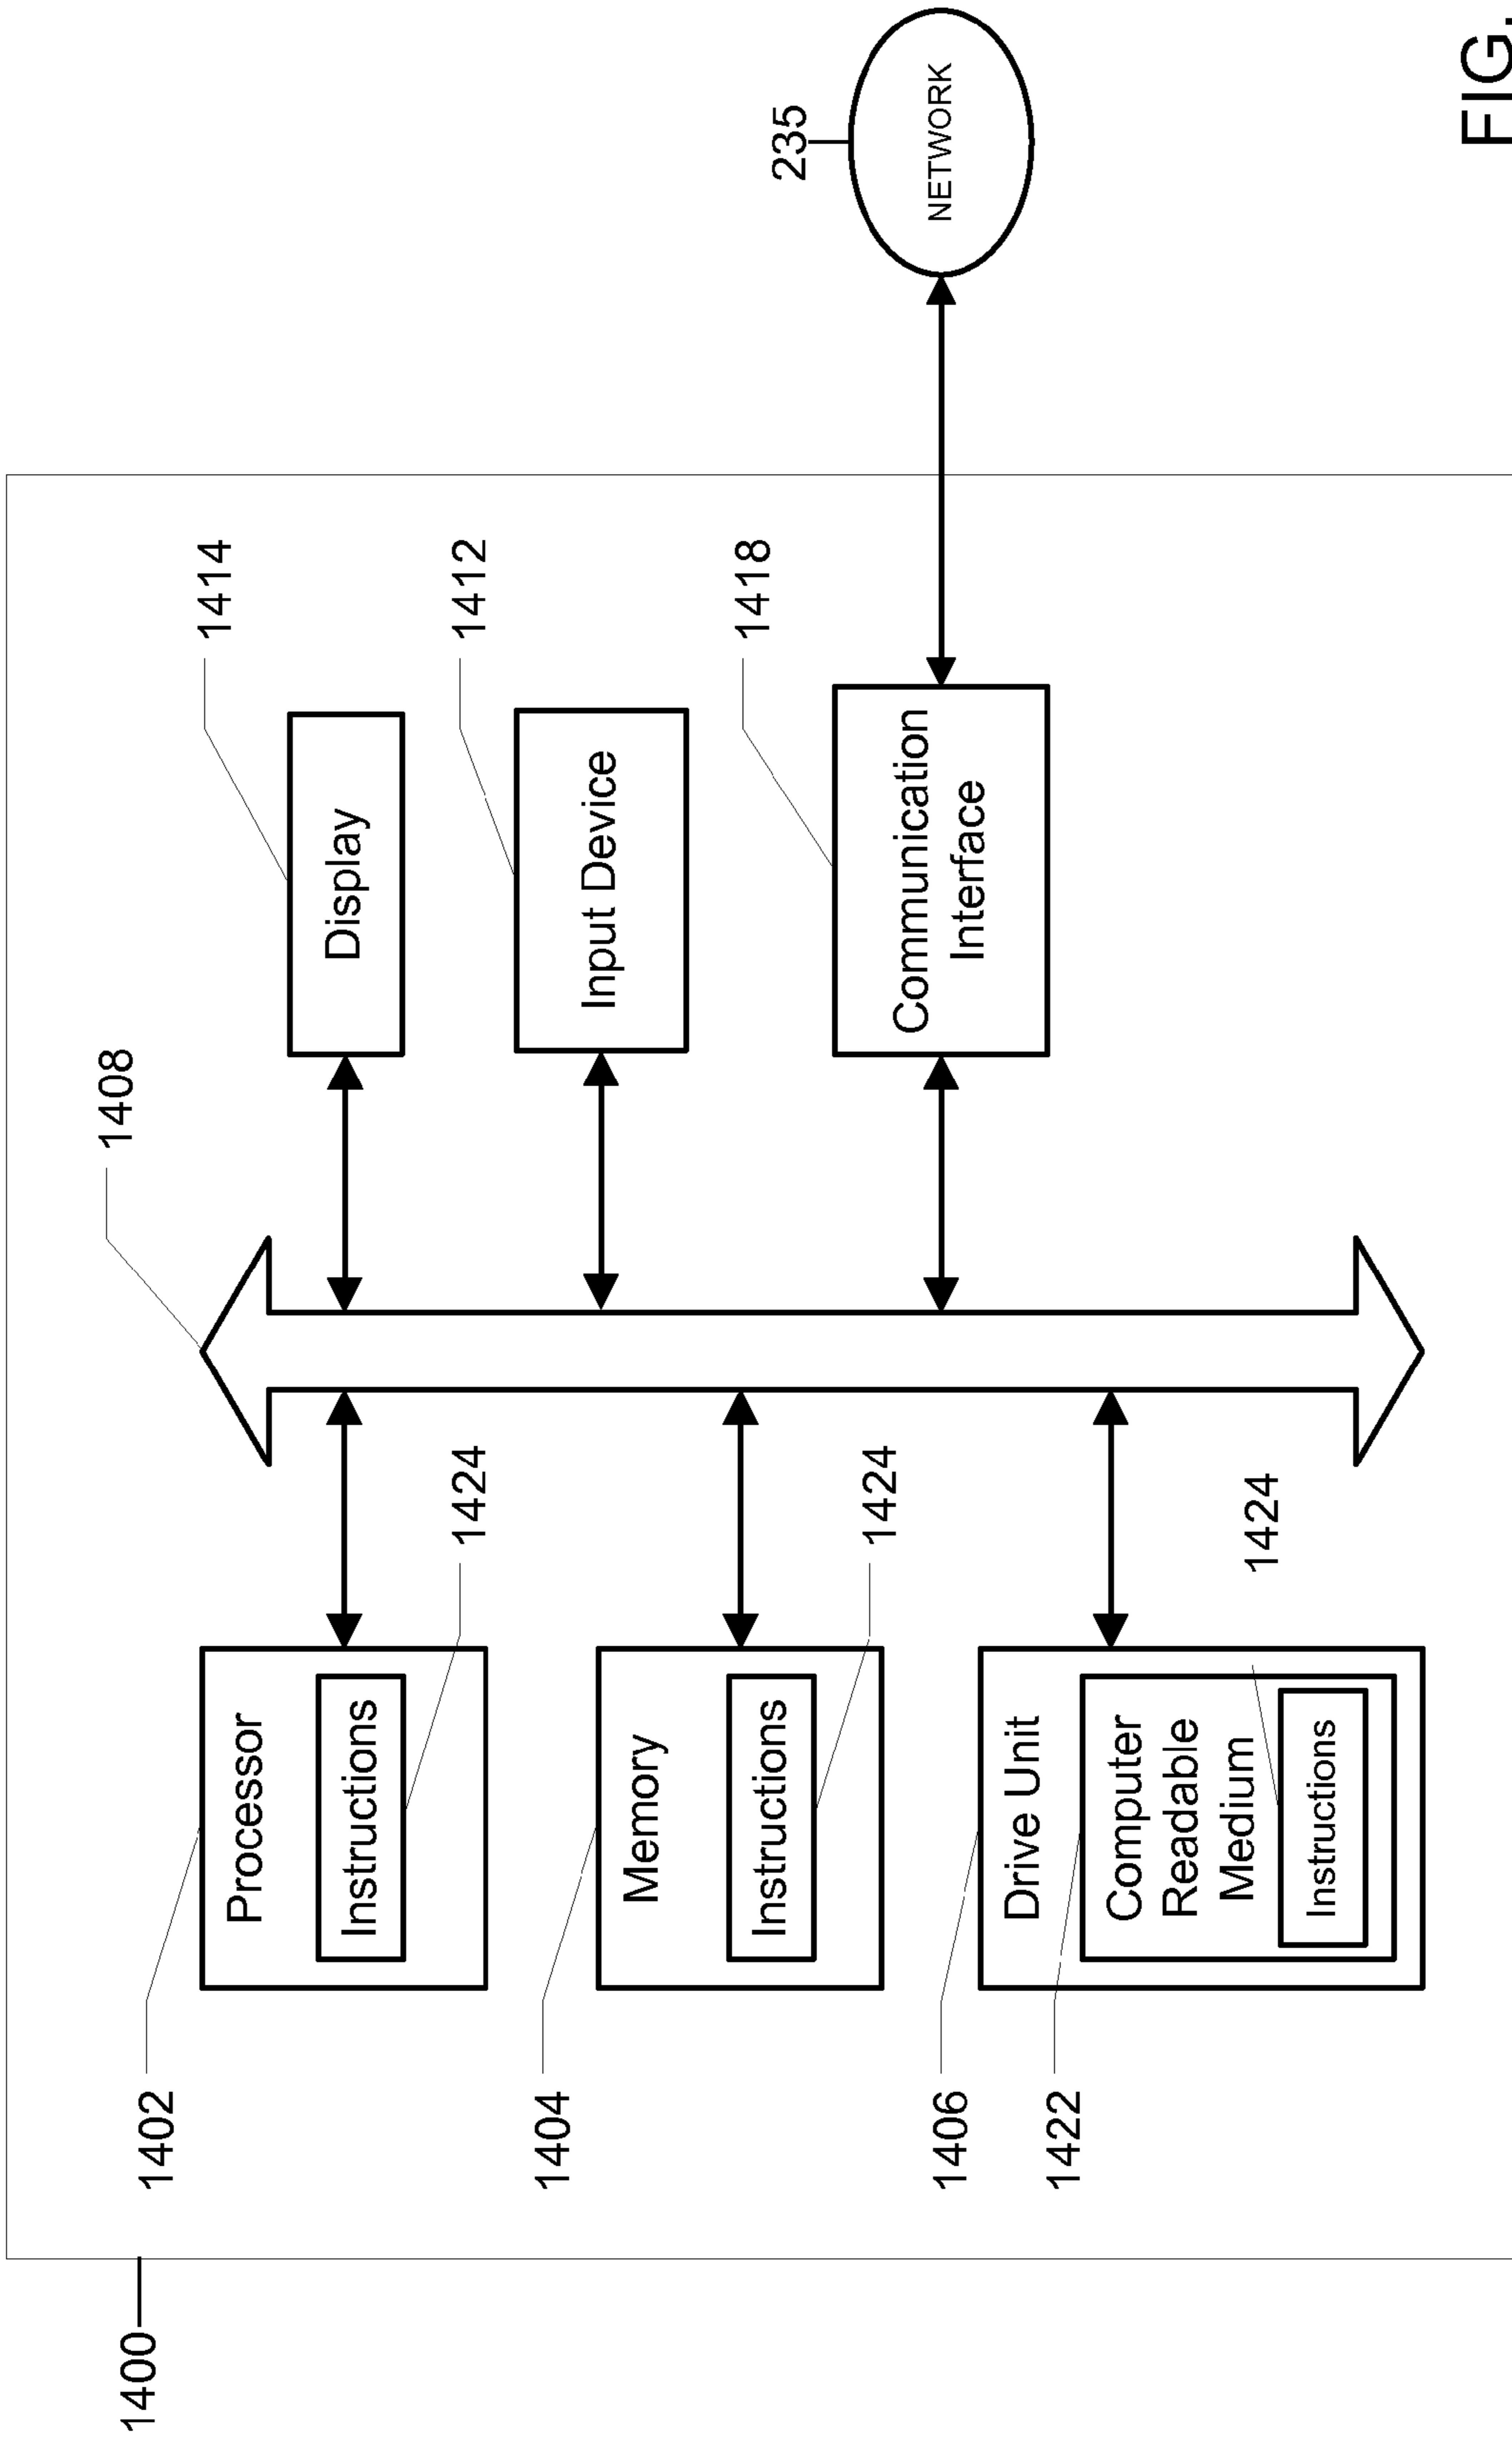 1400
1402
Processor
Instructions
1424
1404
Memory
Instructions
1424
1406
Drive Unit
1422
Computer
Readable
Medium
Instructions
1424
1408
1414
Display
1412
Input Device
1418
Communication
Interface
235
NETWORK
FIG.